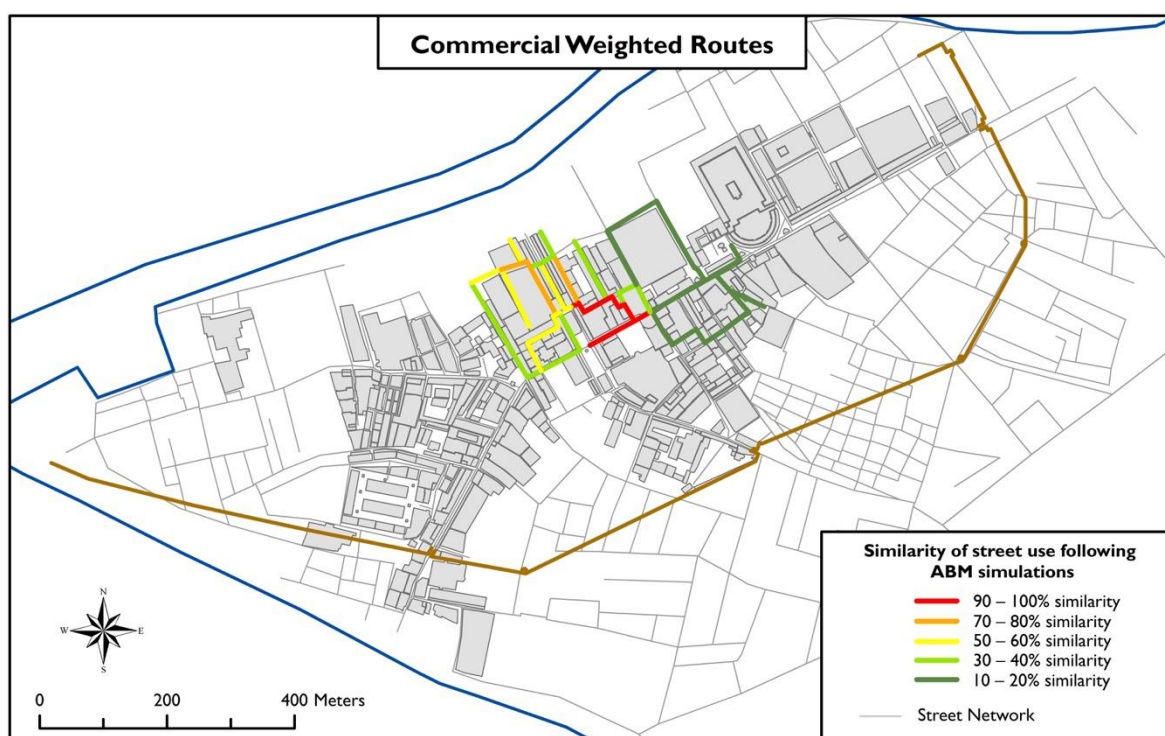 Commercial Weighted Routes
N
W E
S
0 200 400 Meters
Similarity of street use following
ABM simulations
90 – 100% similarity
70 – 80% similarity
50 – 60% similarity
30 – 40% similarity
10 – 20% similarity
Street Network